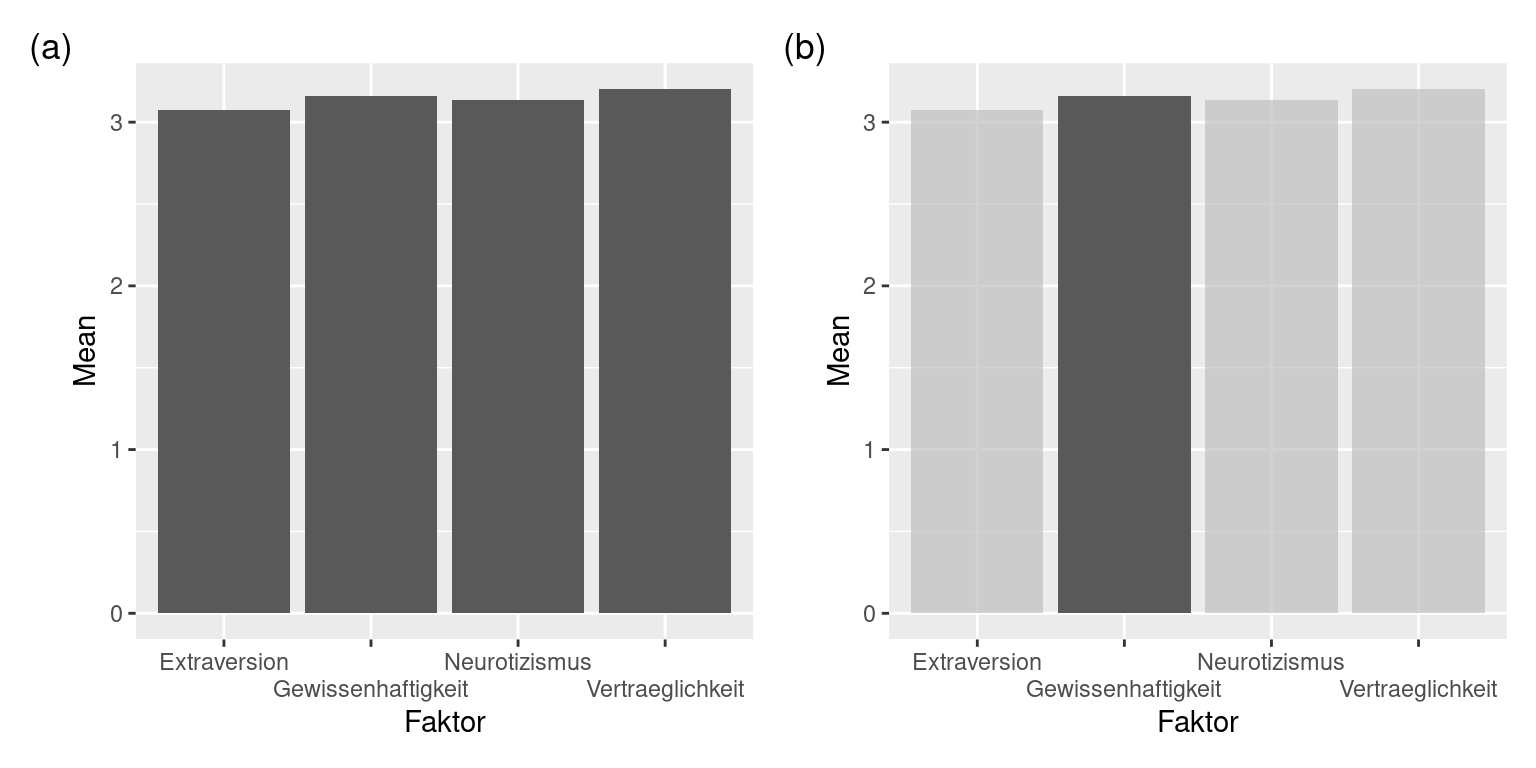 (a)
Mean
3
2
1
0
Extraversion
Neurotizismus
Gewissenhaftigkeit
Vertraeglichkeit
Faktor
(b)
Mean
3
2
1
0
Extraversion
Neurotizismus
Gewissenhaftigkeit
Vertraeglichkeit
Faktor